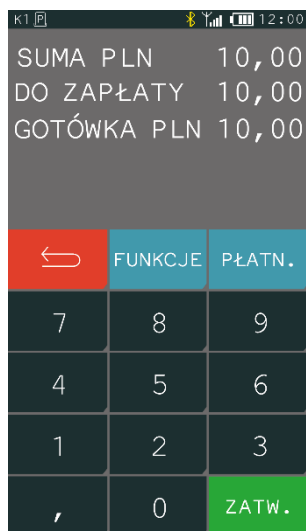 K1 P 12:00
SUMA PLN 10,00
DO ZAPŁATY 10,00
GOTÓWKA PLN 10,00
FUNKCJE PŁATN.
7 8 9
4 5 6
1 2 3
, 0 ZATW.